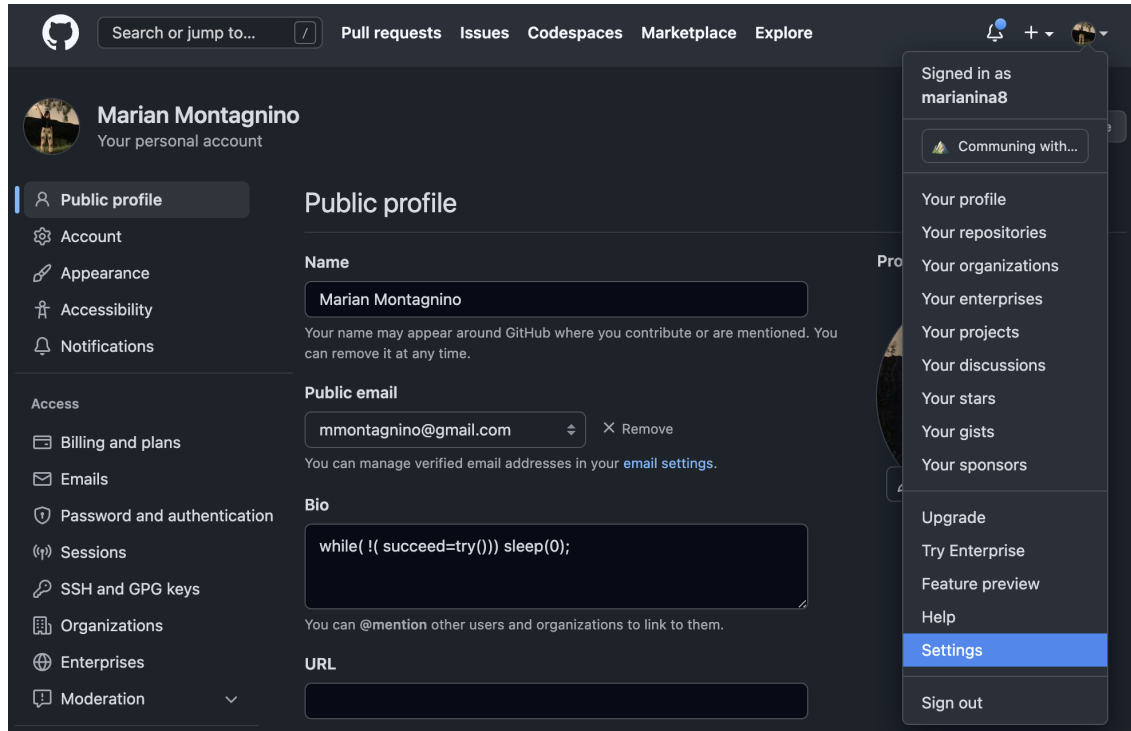 Search or jump to... /
Pull requests
Issues
Codespaces
Marketplace
Explore
Marian Montagnino
Your personal account
Public profile
Account
Appearance
Accessibility
Notifications
Access
Billing and plans
Emails
Password and authentication
Sessions
SSH and GPG keys
Organizations
Enterprises
Moderation
Public profile
Name
Marian Montagnino
Your name may appear around GitHub where you contribute or are mentioned. You
can remove it at any time.
Public email
mmontagnino@gmail.com
Remove
You can manage verified email addresses in your email settings.
Bio
while( !( succeed=try())) sleep(0);
You can @mention other users and organizations to link to them.
URL
Signed in as
marianina8
Communing with...
Your profile
Your repositories
Your organizations
Your enterprises
Your projects
Your discussions
Your stars
Your gists
Your sponsors
Upgrade
Try Enterprise
Feature preview
Help
Settings
Sign out